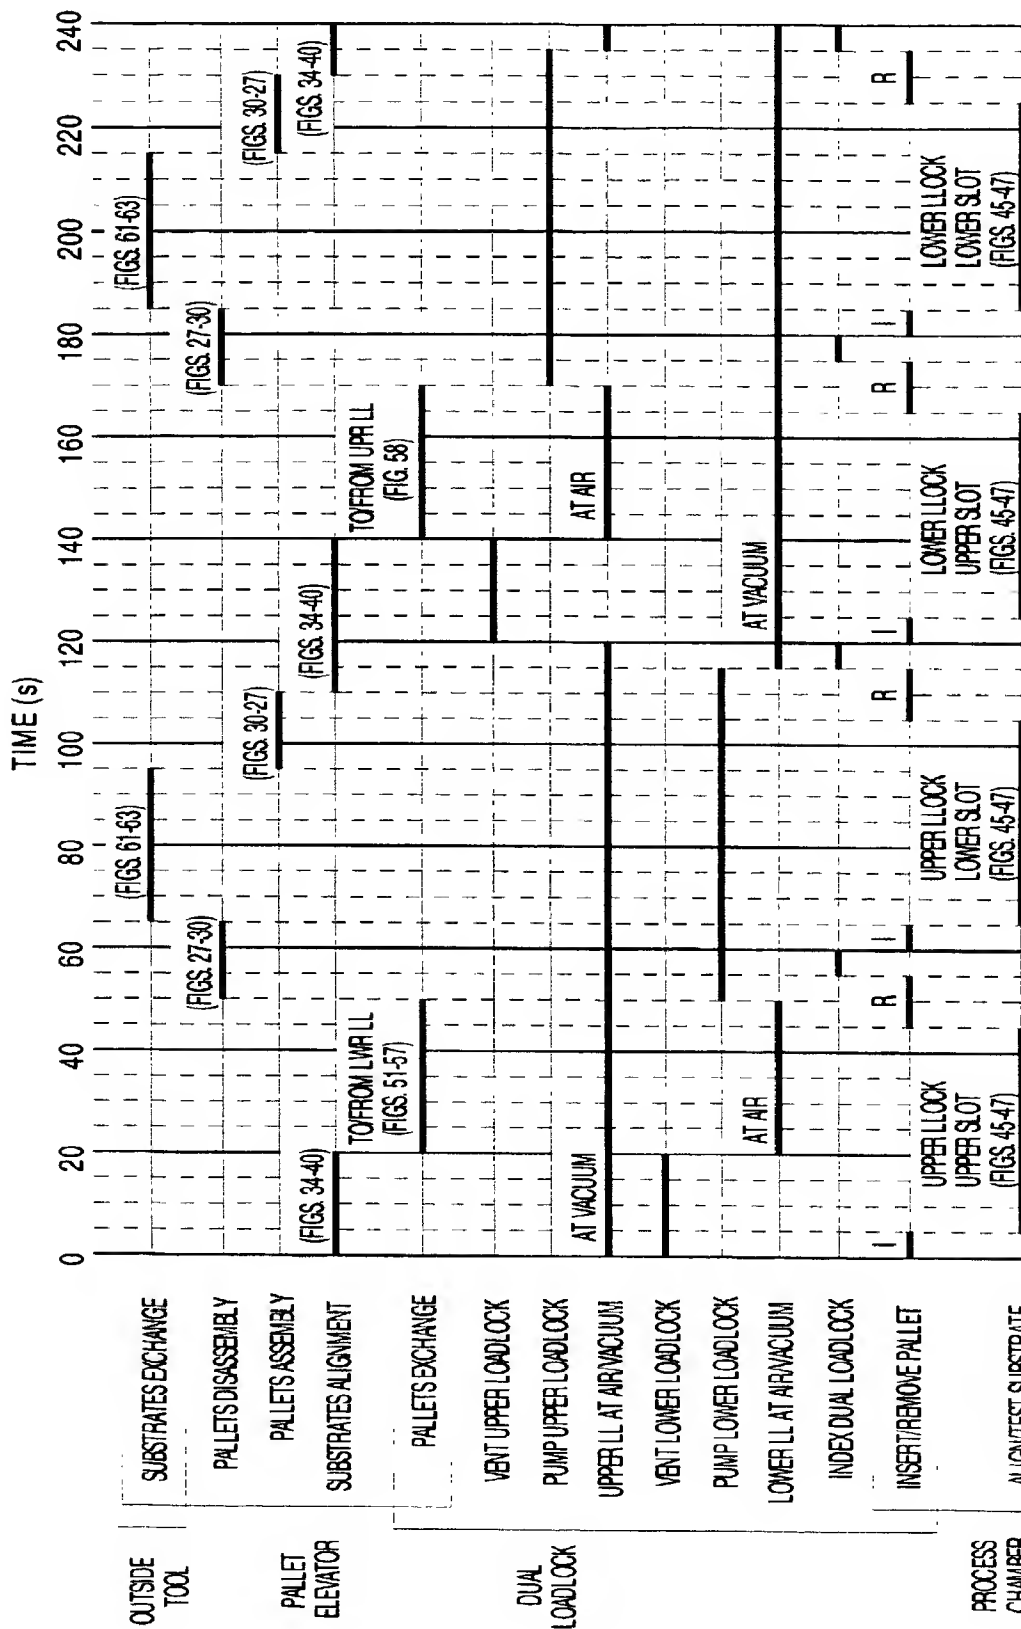 TIME (s)
0 20 40 60 80 100 120 140 160 180 200 220 240
OUTSIDE
TOOL
SUBSTRATES EXCHANGE
(FIGS. 61-63)
(FIGS. 61-63)
PALLET
ELEVATOR
PALLETS DISASSEMBLY
(FIGS. 27-30)
(FIGS. 27-30)
PALLETS ASSEMBLY
(FIGS. 30-27)
(FIGS. 30-27)
SUBSTRATES ALIGNMENT
(FIGS. 34-40)
(FIGS. 34-40)
(FIGS. 34-40)
PALLETS EXCHANGE
TO/FROM LWR LL
(FIGS. 51-57)
TO/FROM UPR LL
(FIG. 58)
DUAL
LOADLOCK
VENT UPPER LOADLOCK
PUMP UPPER LOADLOCK
UPPER LL AT AIR/VACUUM
AT VACUUM
AT AIR
VENT LOWER LOADLOCK
PUMP LOWER LOADLOCK
LOWER LL AT AIR/VACUUM
AT AIR
AT VACUUM
INDEX DUAL LOADLOCK
INSERT/REMOVE PALLET
I R I R I R I R
PROCESS
CHAMBER
ALIGN/TEST SUBSTRATE
UPPER LLOCK
UPPER SLOT
(FIGS. 45-47)
UPPER LLOCK
LOWER SLOT
(FIGS. 45-47)
LOWER LLOCK
UPPER SLOT
(FIGS. 45-47)
LOWER LLOCK
LOWER SLOT
(FIGS. 45-47)